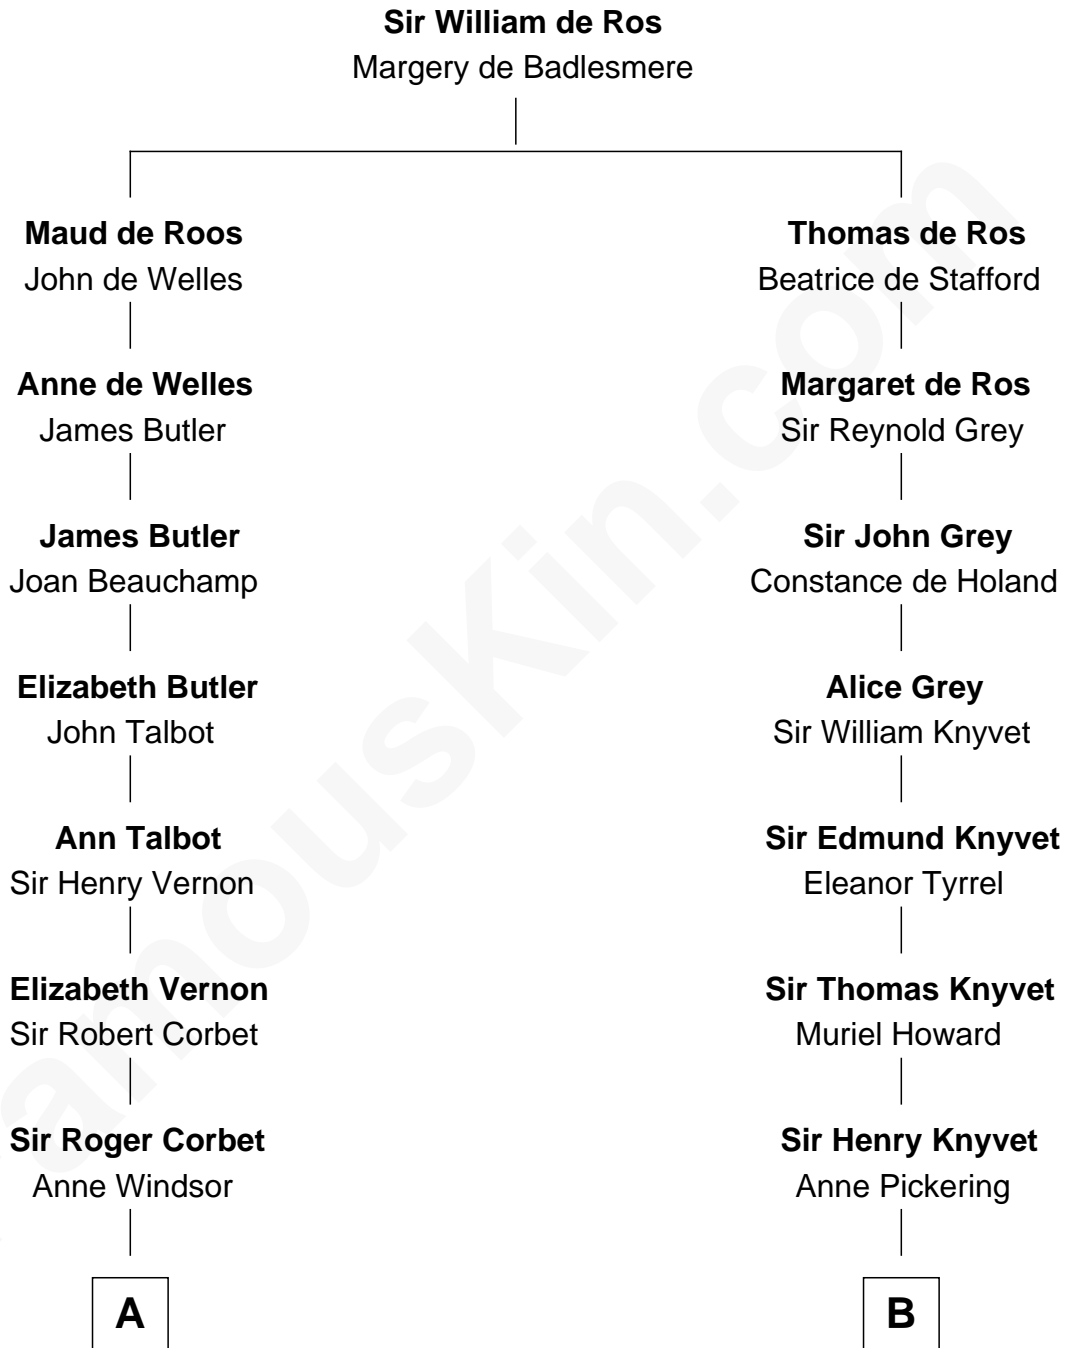 Sir William de Ros
Margery de Badlesmere
Maud de Roos
John de Welles
Thomas de Ros
Beatrice de Stafford
Anne de Welles
James Butler
Margaret de Ros
Sir Reynold Grey
James Butler
Joan Beauchamp
Sir John Grey
Constance de Holand
Elizabeth Butler
John Talbot
Alice Grey
Sir William Knyvet
Ann Talbot
Sir Henry Vernon
Sir Edmund Knyvet
Eleanor Tyrrel
Elizabeth Vernon
Sir Robert Corbet
Sir Thomas Knyvet
Muriel Howard
Sir Roger Corbet
Anne Windsor
Sir Henry Knyvet
Anne Pickering
A
B
amousKin.com